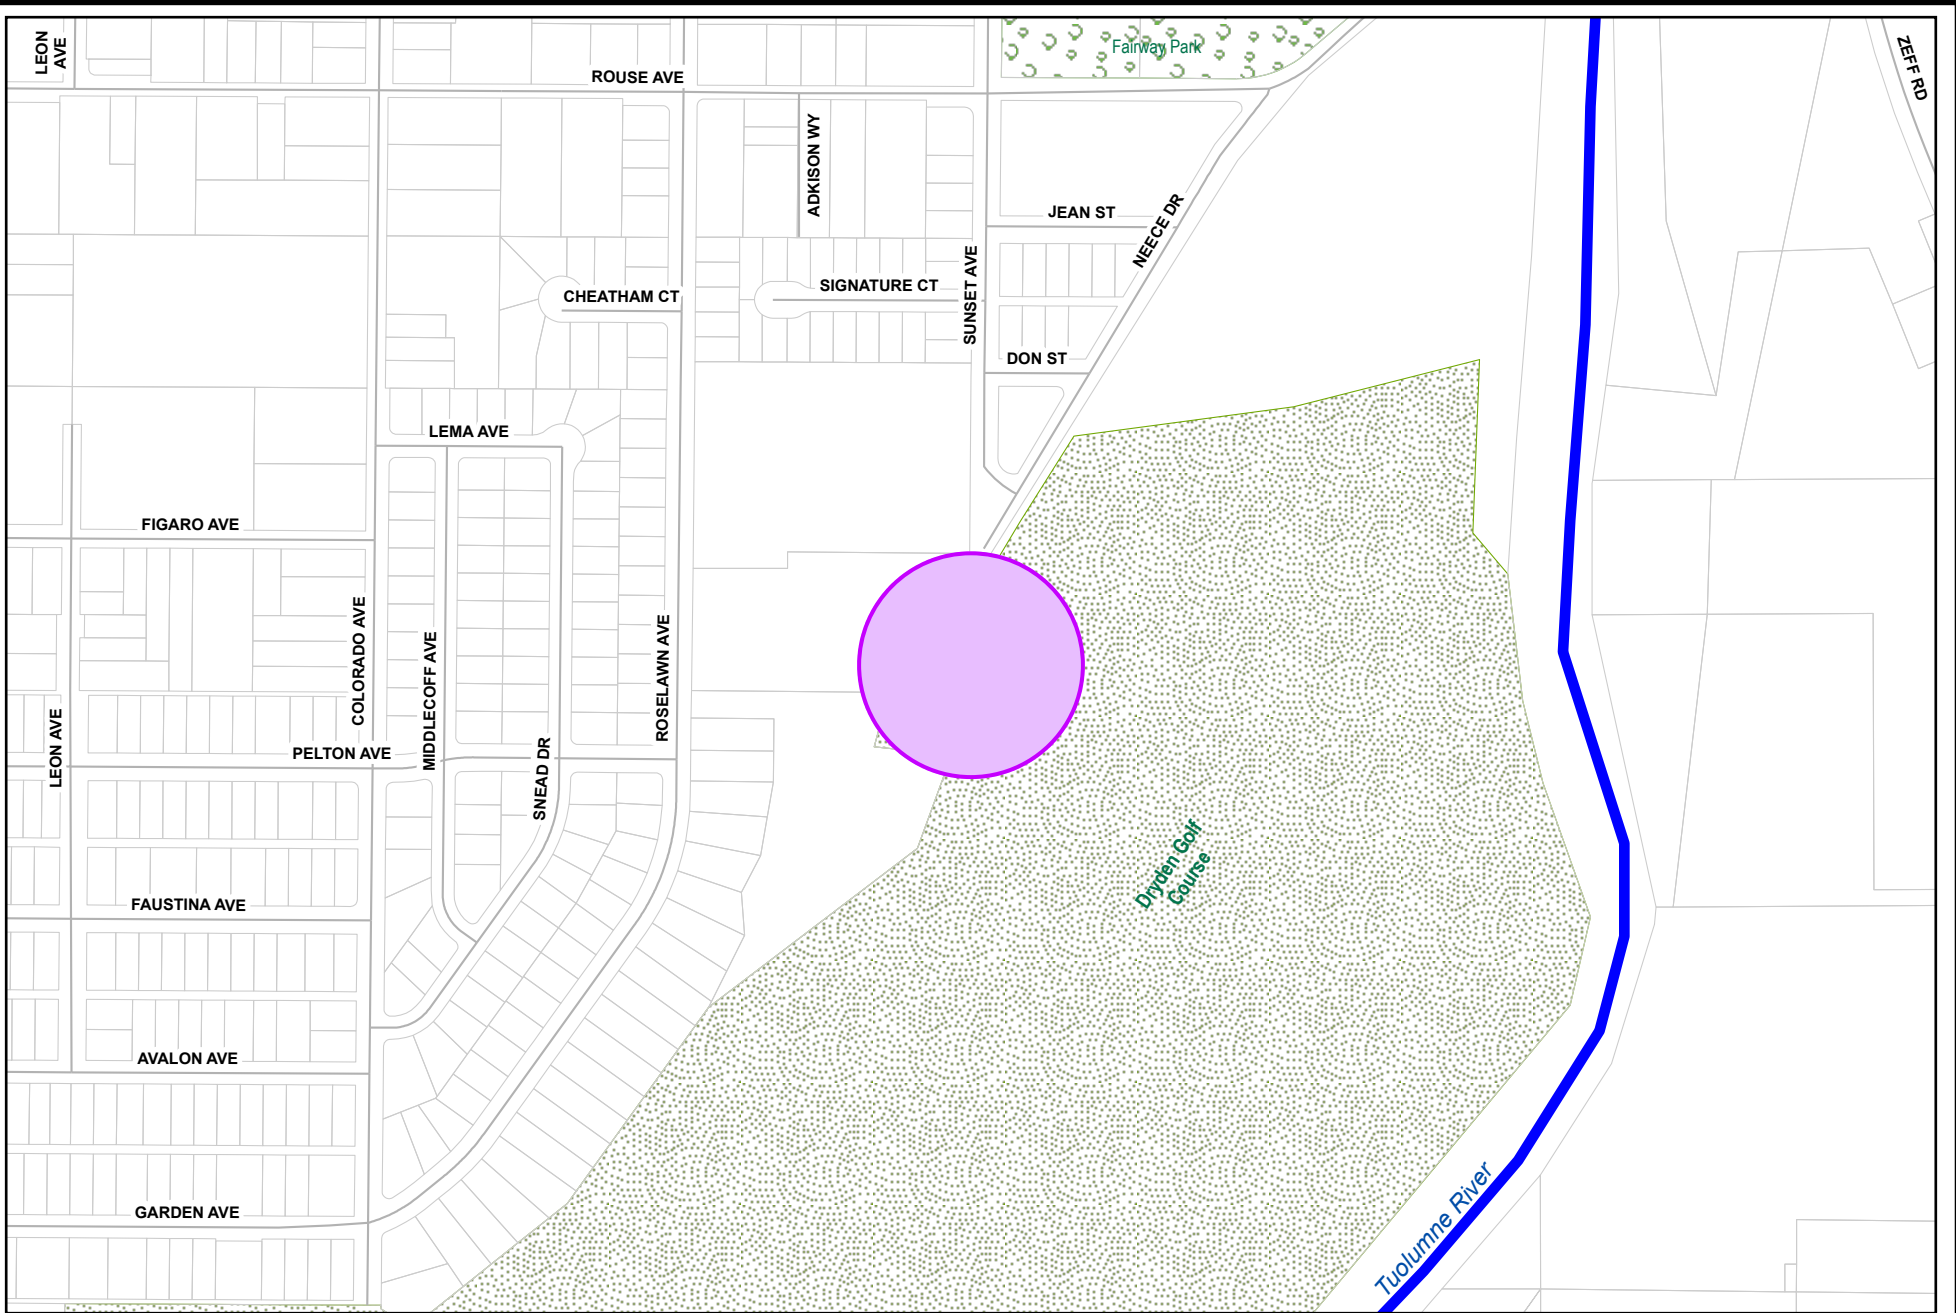 LEON
AVE
Fairway Park
ZEFF RD
ROUSE AVE
ADKISON WY
JEAN ST
NEECE DR
SUNSET AVE
SIGNATURE CT
CHEATHAM CT
DON ST
LEMA AVE
FIGARO AVE
COLORADO AVE
MIDDLECOFF AVE
ROSELAWN AVE
LEON AVE
PELTON AVE
SNEAD DR
Dryden Golf
Course
FAUSTINA AVE
AVALON AVE
GARDEN AVE
Tuolumne River